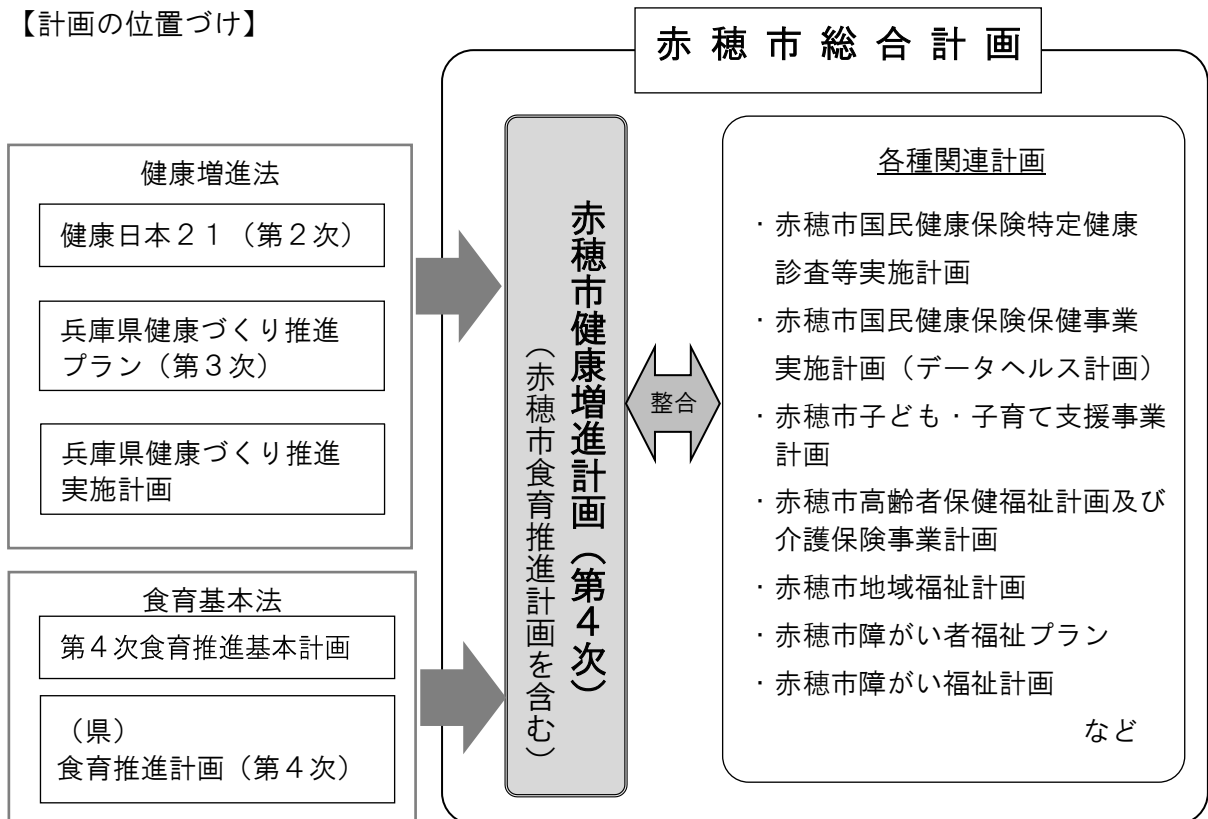 【計画の位置づけ】
赤穂市総合計画
健康増進法
健康日本２１（第２次）
兵庫県健康づくり推進
プラン（第３次）
兵庫県健康づくり推進
実施計画
食育基本法
第４次食育推進基本計画
（県）
食育推進計画（第４次）
赤穂市健康増進計画（第４次）
（赤穂市食育推進計画を含む）
整合
各種関連計画
・赤穂市国民健康保険特定健康
診査等実施計画
・赤穂市国民健康保険保健事業
実施計画（データヘルス計画）
・赤穂市子ども・子育て支援事業
計画
・赤穂市高齢者保健福祉計画及び
介護保険事業計画
・赤穂市地域福祉計画
・赤穂市障がい者福祉プラン
・赤穂市障がい福祉計画
など